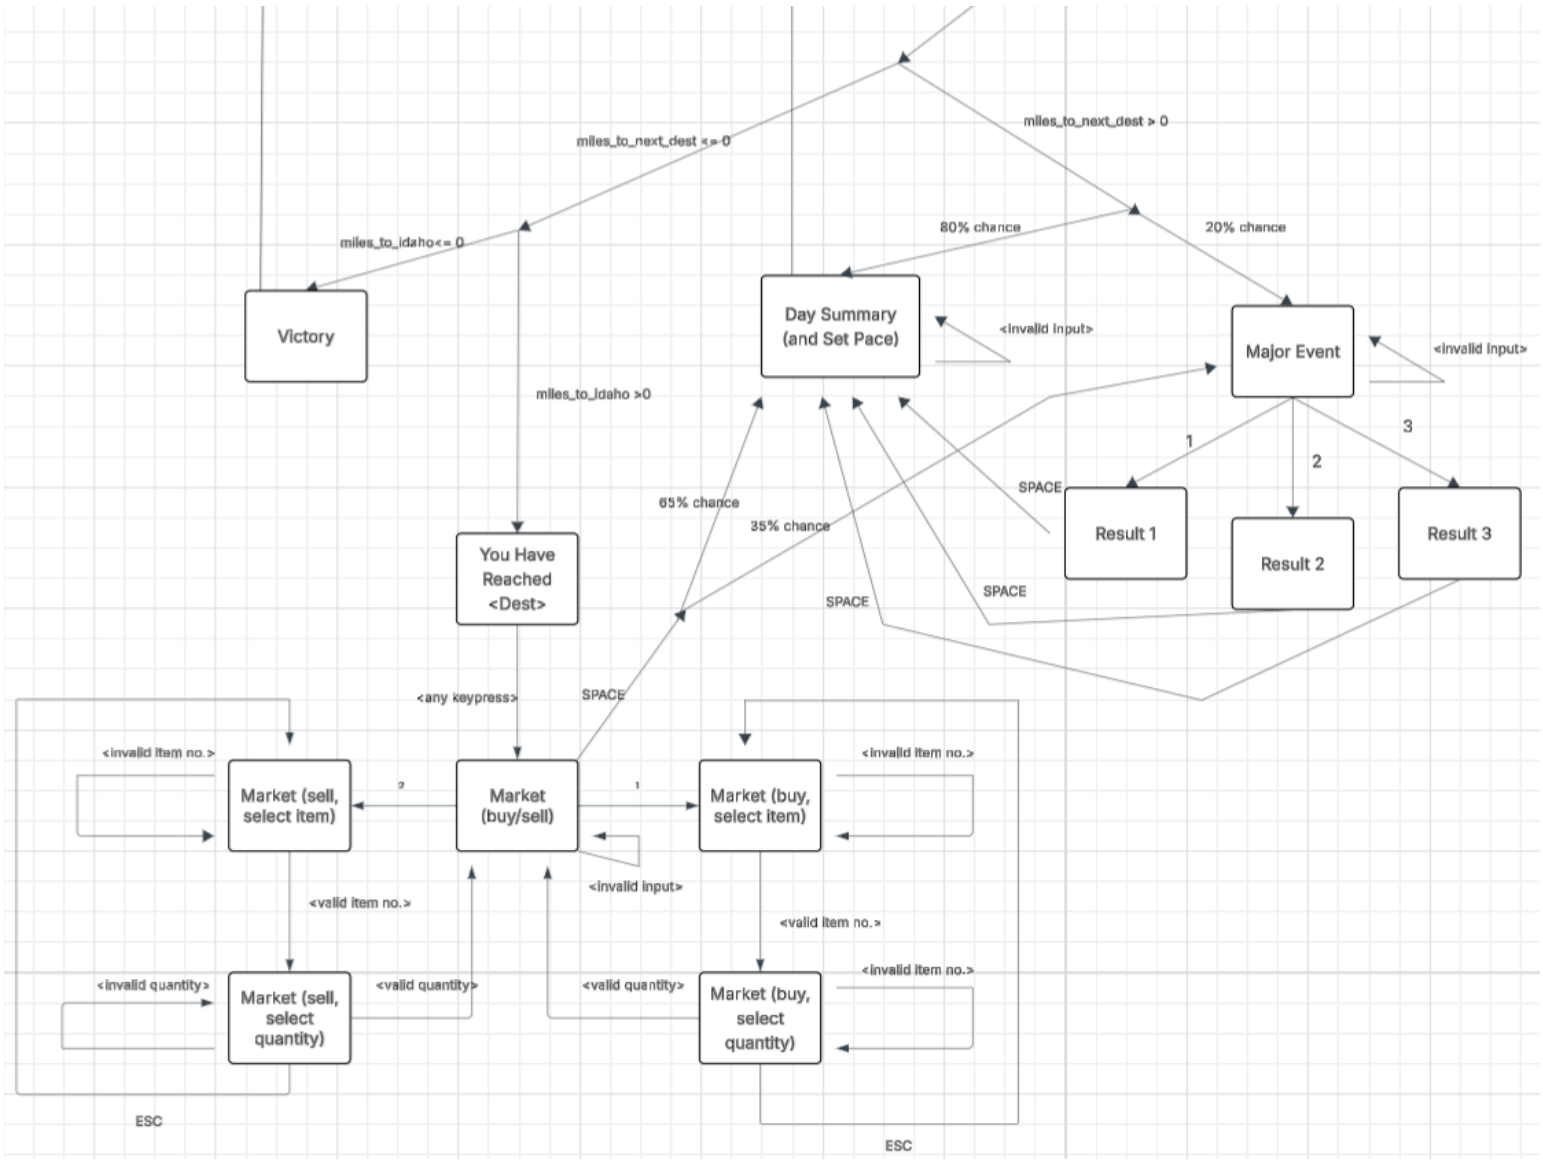 miles_to_next_dest > 0
miles_to_next_dest <= 0
80% chance
20% chance
miles_to_idaho<= 0
Victory
Day Summary
(and Set Pace)
<invalid input>
Major Event
<invalid input>
miles_to_idaho >0
1
2
3
65% chance
35% chance
SPACE
Result 1
Result 2
Result 3
You Have
Reached
<Dest>
SPACE
SPACE
<any keypress>
SPACE
<invalid item no.>
<invalid item no.>
Market (sell,
select item)
2
Market
(buy/sell)
1
Market (buy,
select item)
<invalid input>
<valid item no.>
<valid item no.>
<invalid quantity>
Market (sell,
select
quantity)
<valid quantity>
<valid quantity>
Market (buy,
select
quantity)
<invalid item no.>
ESC
ESC